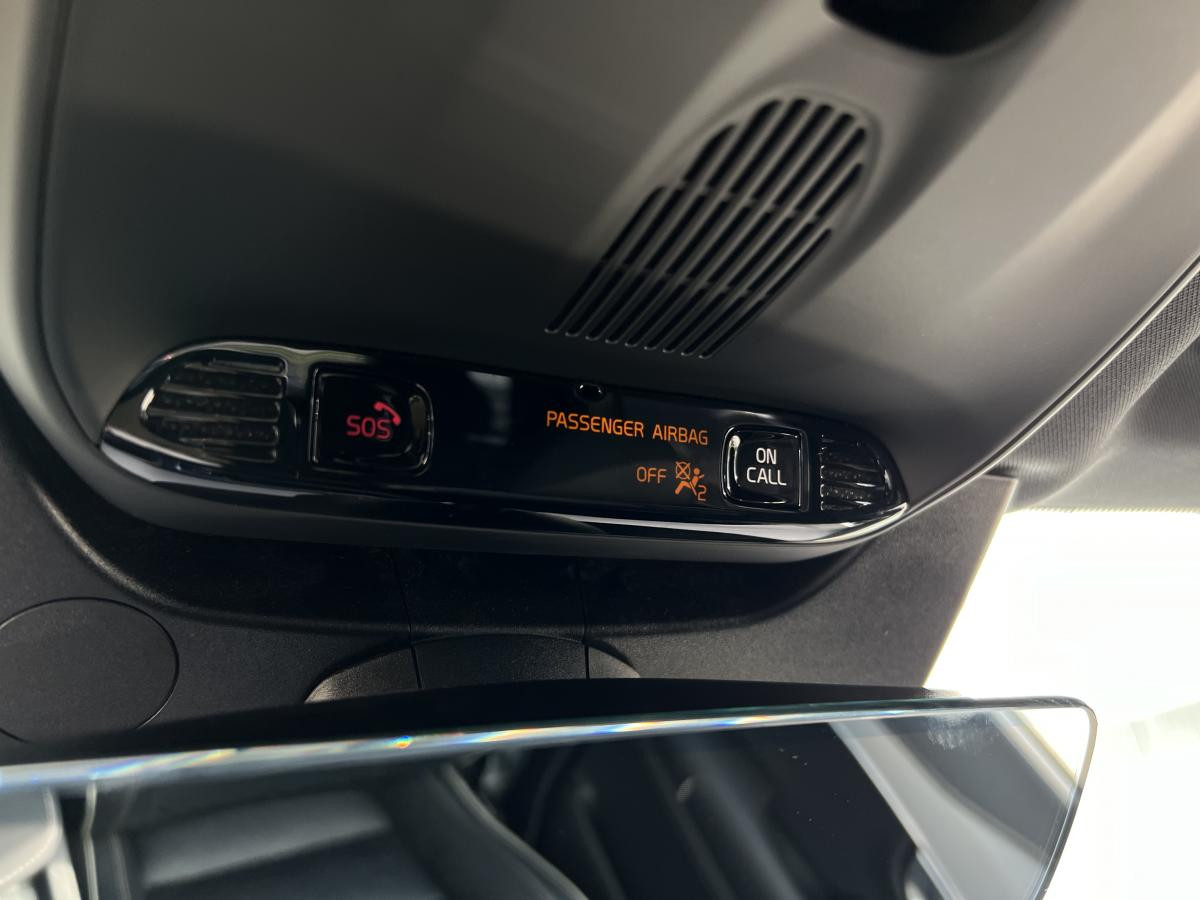 SOS
PASSENGER AIRBAG
OFF 2
ON
CALL